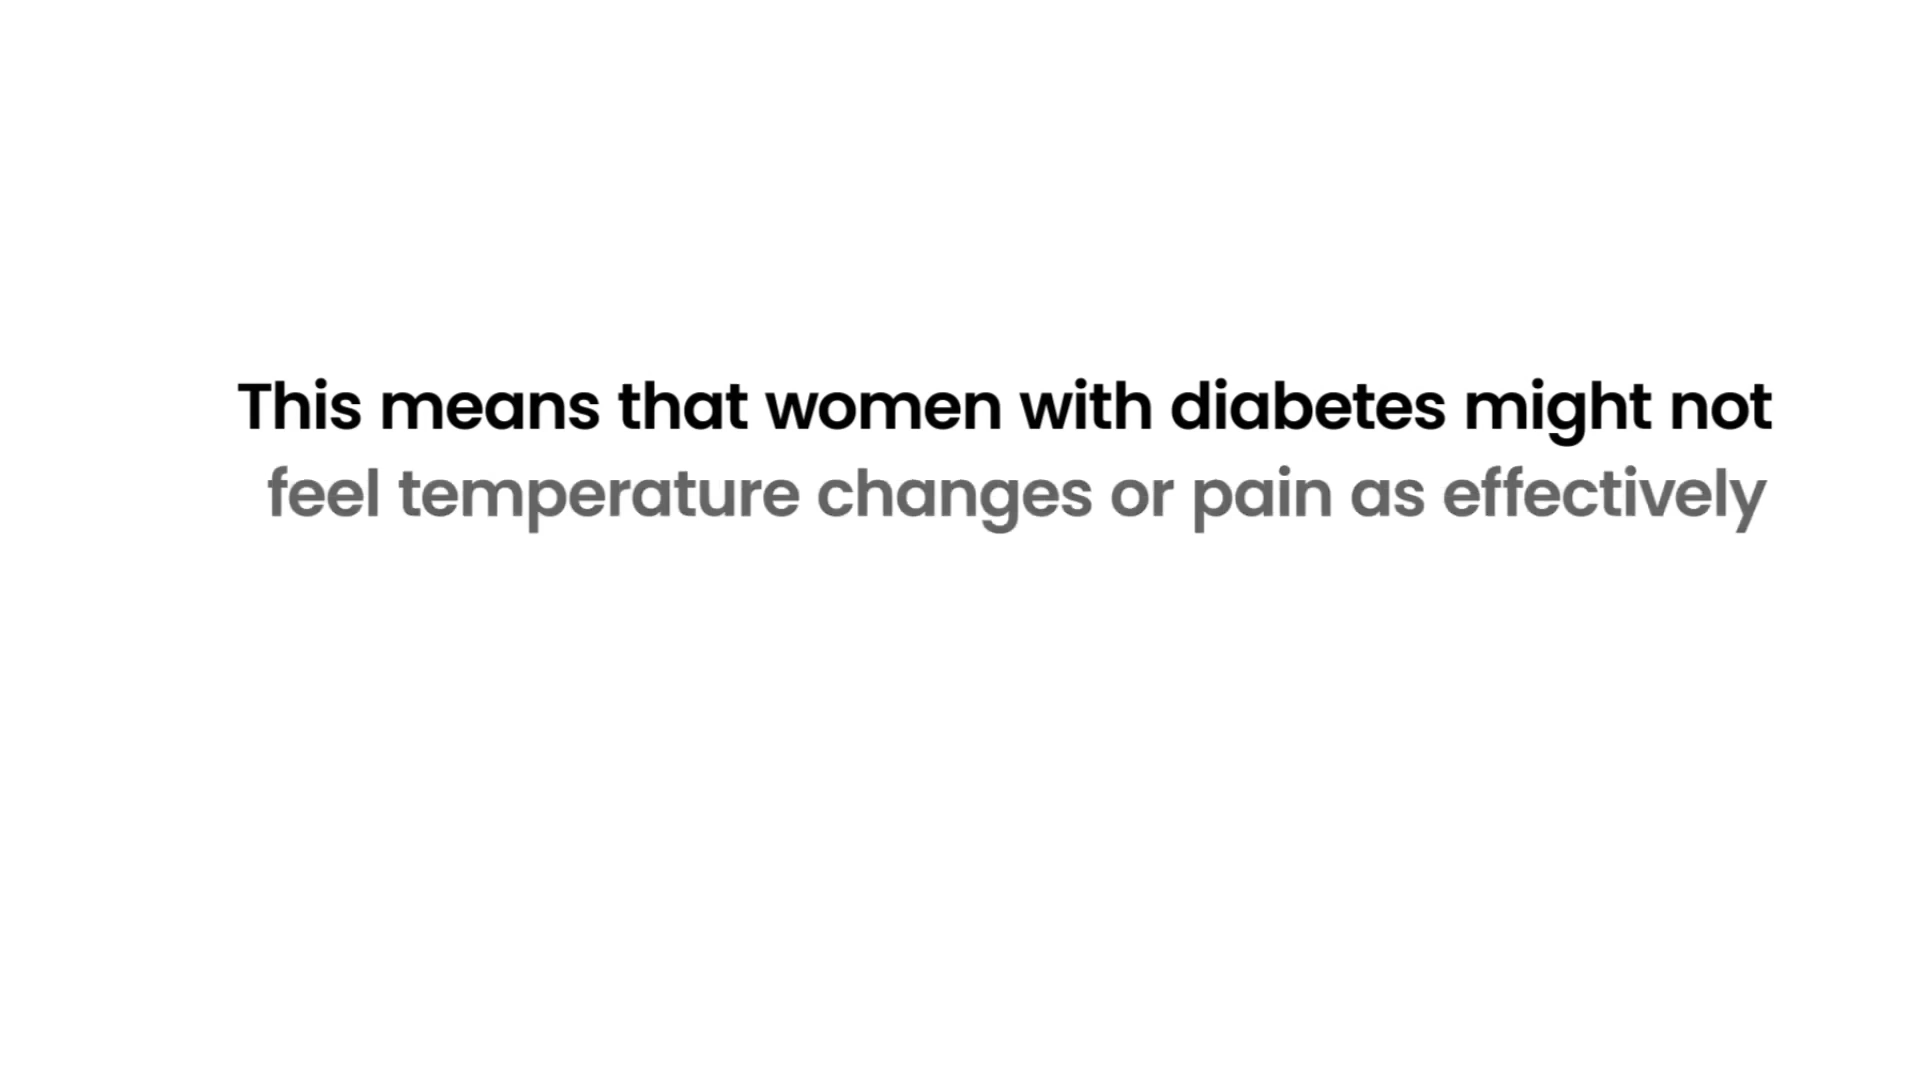 This means that women with diabetes might not
feel temperature changes or pain as effectively